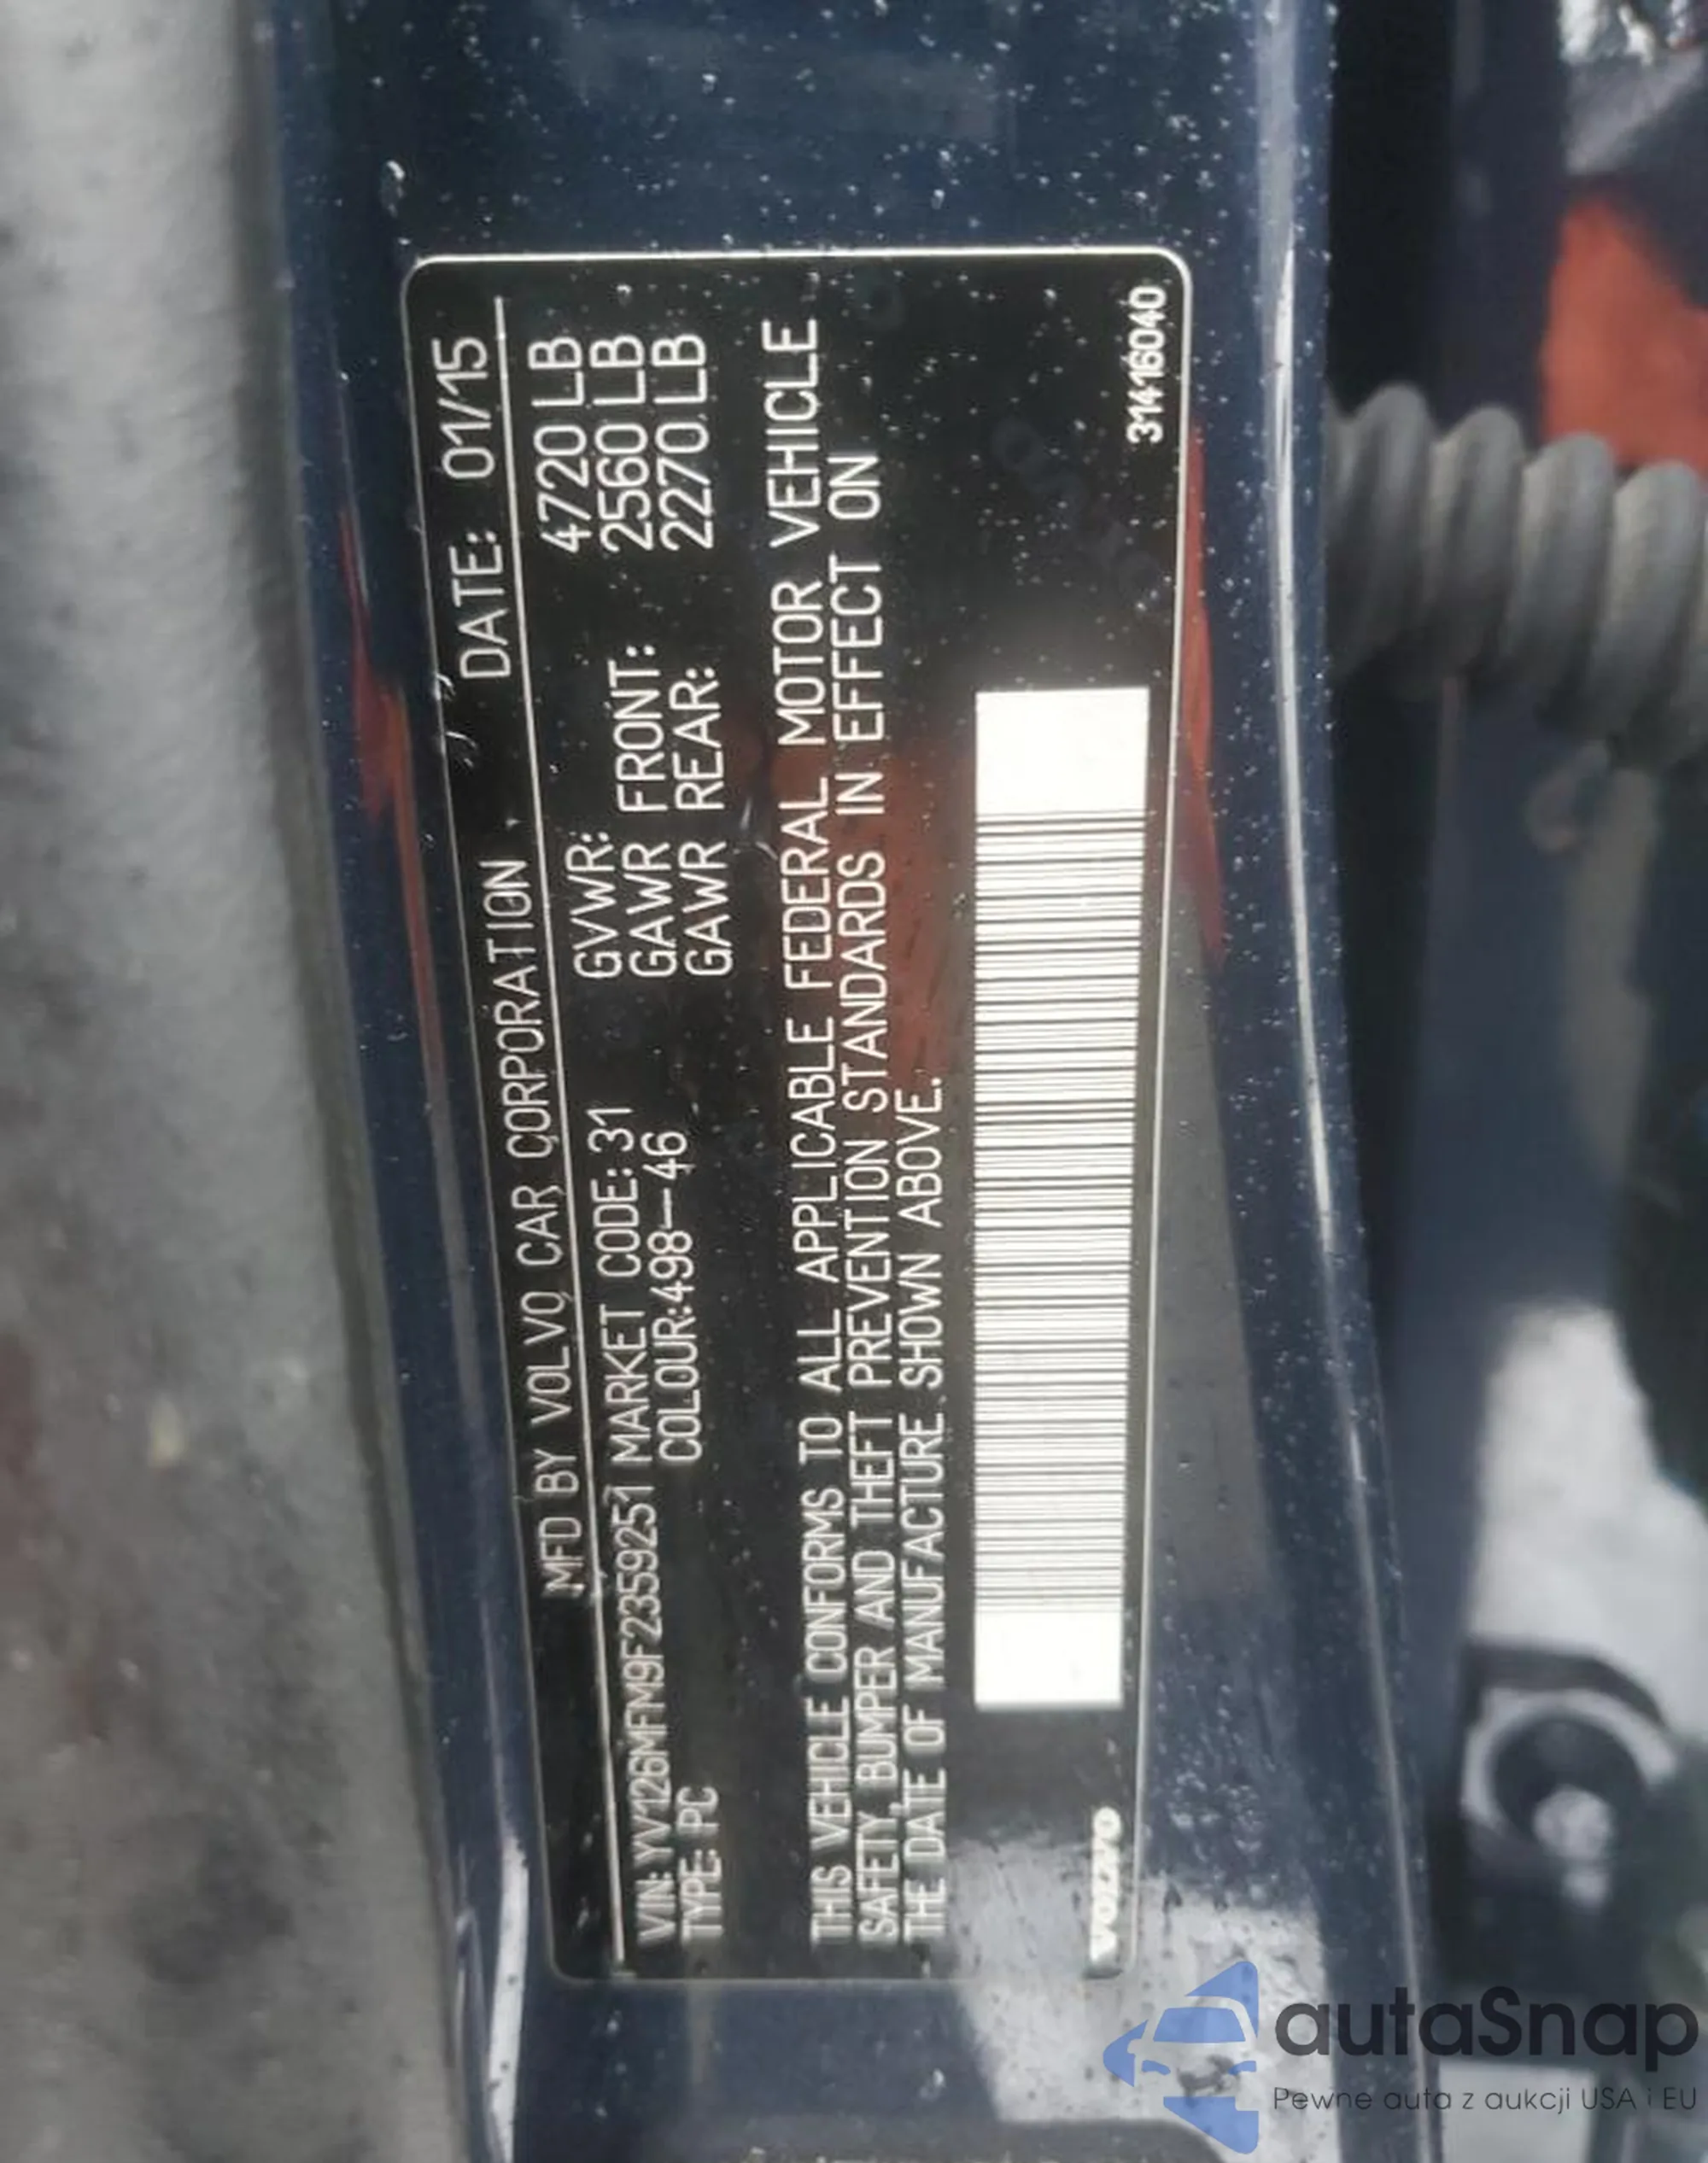 MFD BY VOLVO CAR CORPORATION DATE: 01/15
VIN: YV126MFM9F2359251 MARKET CODE: 31 GVWR: 4720 LB
COLOUR:498-46 GAWR FRONT: 2560 LB
TYPE: PC GAWR REAR: 2270 LB
THIS VEHICLE CONFORMS TO ALL APPLICABLE FEDERAL MOTOR VEHICLE
SAFETY, BUMPER AND THEFT PREVENTION STANDARDS IN EFFECT ON
THE DATE OF MANUFACTURE SHOWN ABOVE.
VOLVO 31416040
autaSnap
Pewne auta z aukcji USA i EU